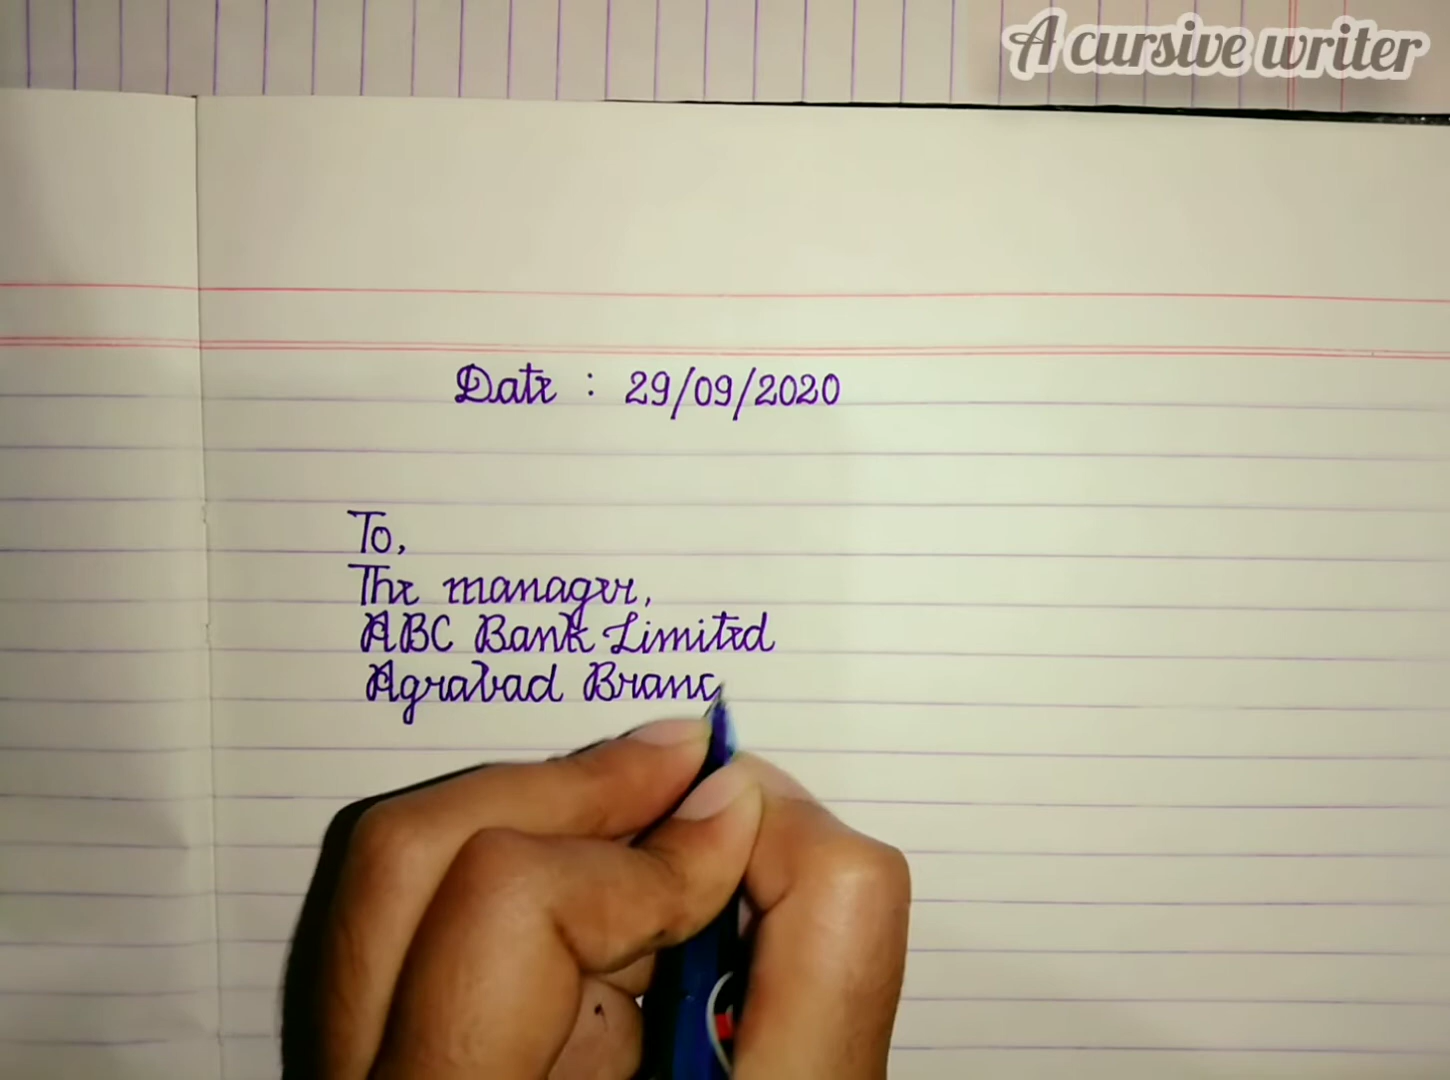 A cursive writer
Date : 29/09/2020
To,
The manager,
ABC Bank Limited
Agrabad Branc